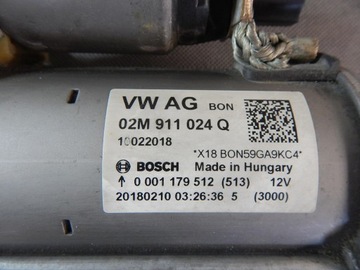 VW AG BON
02M 911 024 Q
10022018
*X18 BON59GA9KC4*
BOSCH Made in Hungary
↑ 0 001 179 512 (513) 12V
20180210 03:26:36 5 (3000)